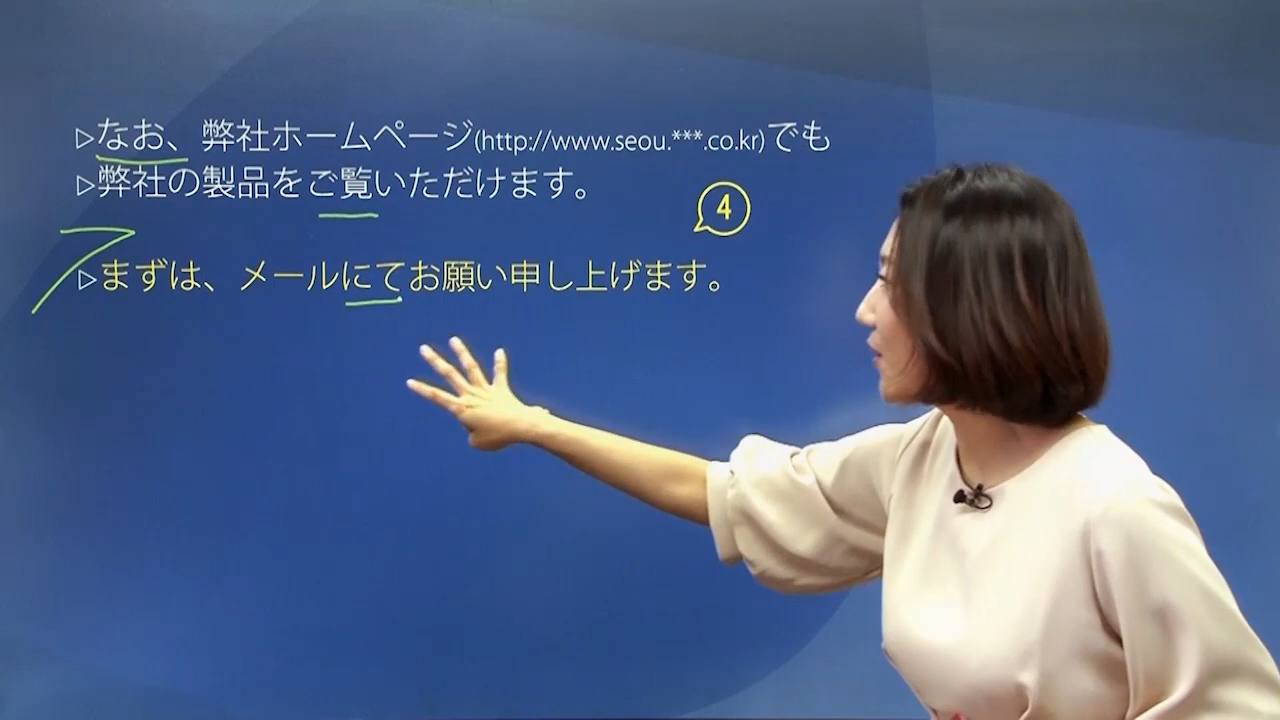 ▷なお、弊社ホームページ(http://www.seou.***.co.kr)でも
▷弊社の製品をご覧いただけます。
4
▷まずは、メールにてお願い申し上げます。